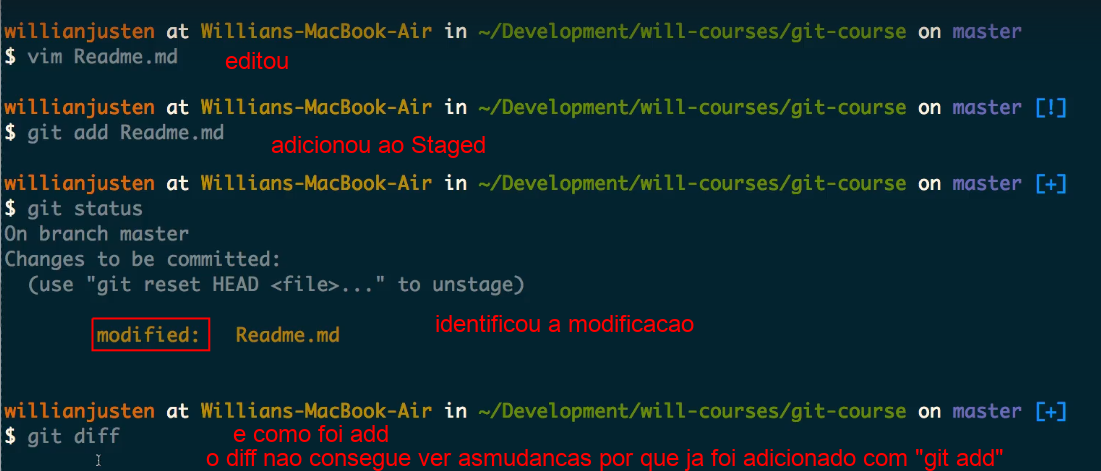 willianjusten at Willians-MacBook-Air in ~/Development/will-courses/git-course on master
$ vim Readme.md
editou
willianjusten at Willians-MacBook-Air in ~/Development/will-courses/git-course on master [!]
$ git add Readme.md
adicionou ao Staged
willianjusten at Willians-MacBook-Air in ~/Development/will-courses/git-course on master [+]
$ git status
On branch master
Changes to be committed:
(use "git reset HEAD <file>..." to unstage)
identificou a modificacao
modified: Readme.md
willianjusten at Willians-MacBook-Air in ~/Development/will-courses/git-course on master [+]
$ git diff
e como foi add
o diff nao consegue ver asmudancas por que ja foi adicionado com "git add"